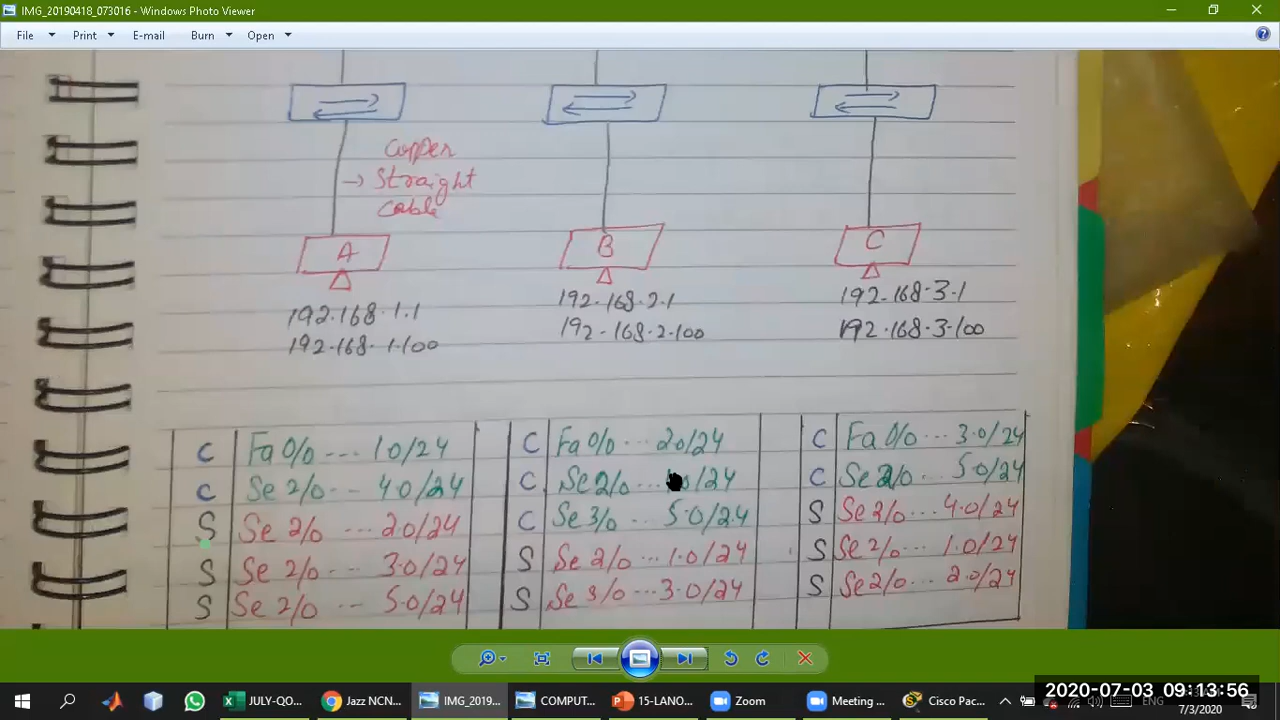 IMG_20190418_073016 - Windows Photo Viewer
File Print E-mail Burn Open
Copper
→ Straight
cable
A B C
192.168.1.1 192.168.2.1 192.168.3.1
192.168.1.100 192.168.2.100 192.168.3.100
C Fa 0/0 --- 1.0/24 C Fa 0/0 --- 2.0/24 C Fa 0/0 --- 3.0/24
C Se 2/0 -- 4.0/24 C Se 2/0 /24 C Se 2/0 .. 5.0/24
S Se 2/0 --- 2.0/24 C Se 3/0 .. 5.0/24 S Se 2/0 ... 4.0/24
S Se 2/0 --- 3.0/24 S Se 2/0 ... 1.0/24 S Se 2/0 ... 1.0/24
S Se 2/0 --- 5.0/24 S Se 3/0 ... 3.0/24 S Se 2/0 ... 2.0/24
JULY-QO... Jazz NCN... IMG_2019... COMPUT... 15-LANO... Zoom Meeting ... Cisco Pac... ENG
2020-07-03 09:13:56
7/3/2020